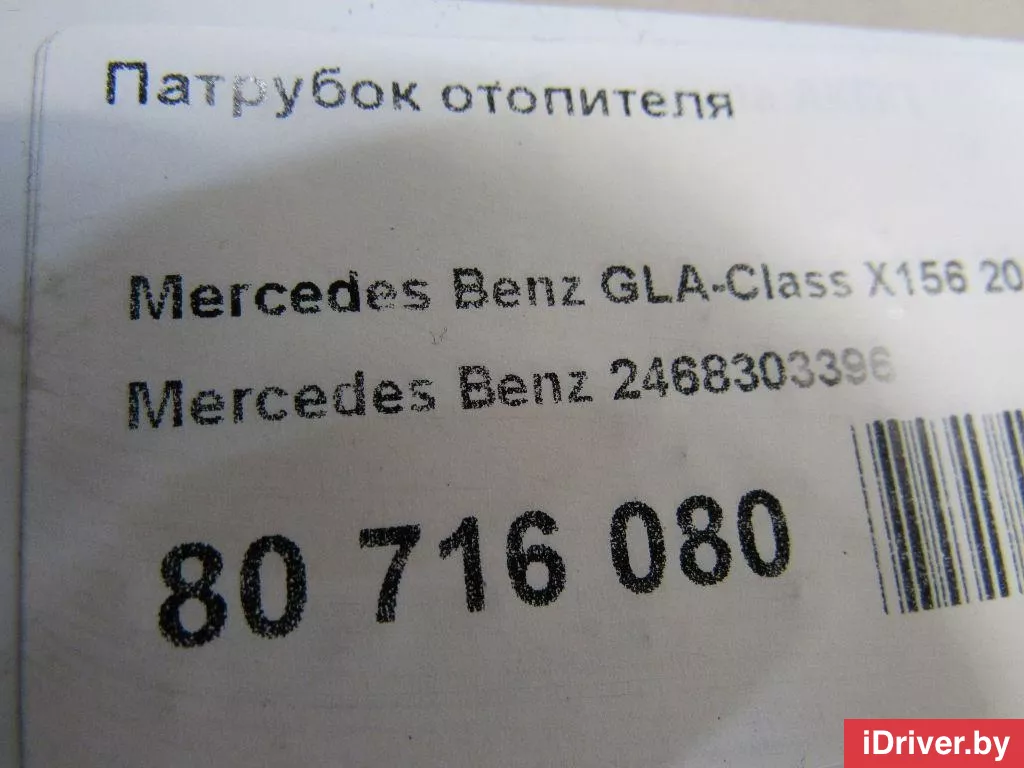 Патрубок отопителя
Mercedes Benz GLA-Class X156 20
Mercedes Benz 2468303396
80 716 080
iDriver.by